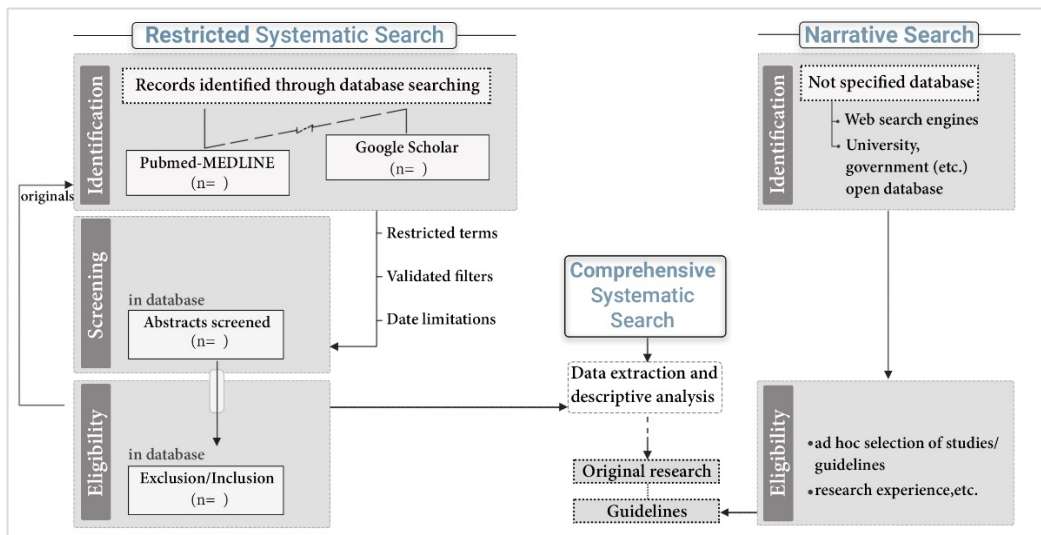 Restricted Systematic Search
Identification
Records identified through database searching
Pubmed-MEDLINE
(n=  )
Google Scholar
(n=  )
originals
Restricted terms
Validated filters
Date limitations
Screening
in database
Abstracts screened
(n=  )
Eligibility
in database
Exclusion/Inclusion
(n=  )
Comprehensive
Systematic
Search
Data extraction and
descriptive analysis
Original research
Guidelines
Narrative Search
Identification
Not specified database
Web search engines
University,
government (etc.)
open database
Eligibility
•ad hoc selection of studies/
guidelines
•research experience,etc.